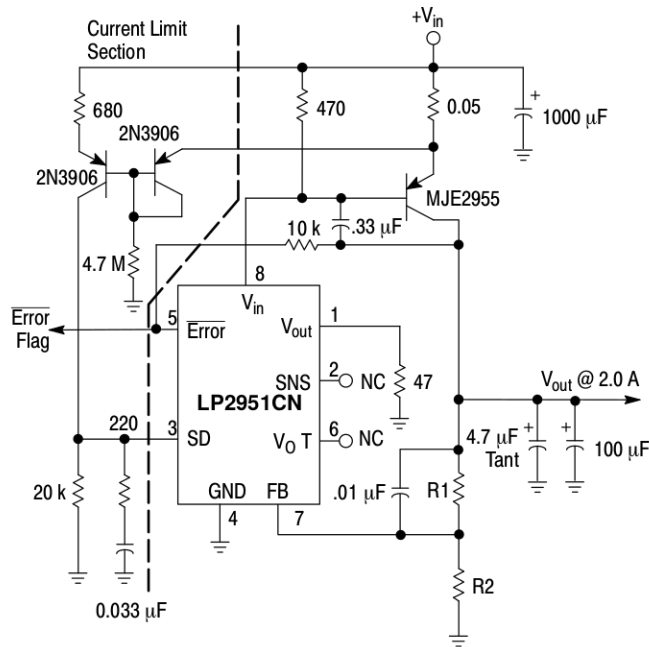 Current Limit
Section
+Vin
680
470
0.05
+
1000 μF
2N3906
2N3906
MJE2955
10 k
.33 μF
4.7 M
8
Vin
Error
Flag
5
Error
Vout
1
SNS
2
NC
47
LP2951CN
Vout @ 2.0 A
220
3
SD
VO T
6
NC
4.7 μF
Tant
+
+
100 μF
20 k
.01 μF
R1
GND
FB
4
7
R2
0.033 μF